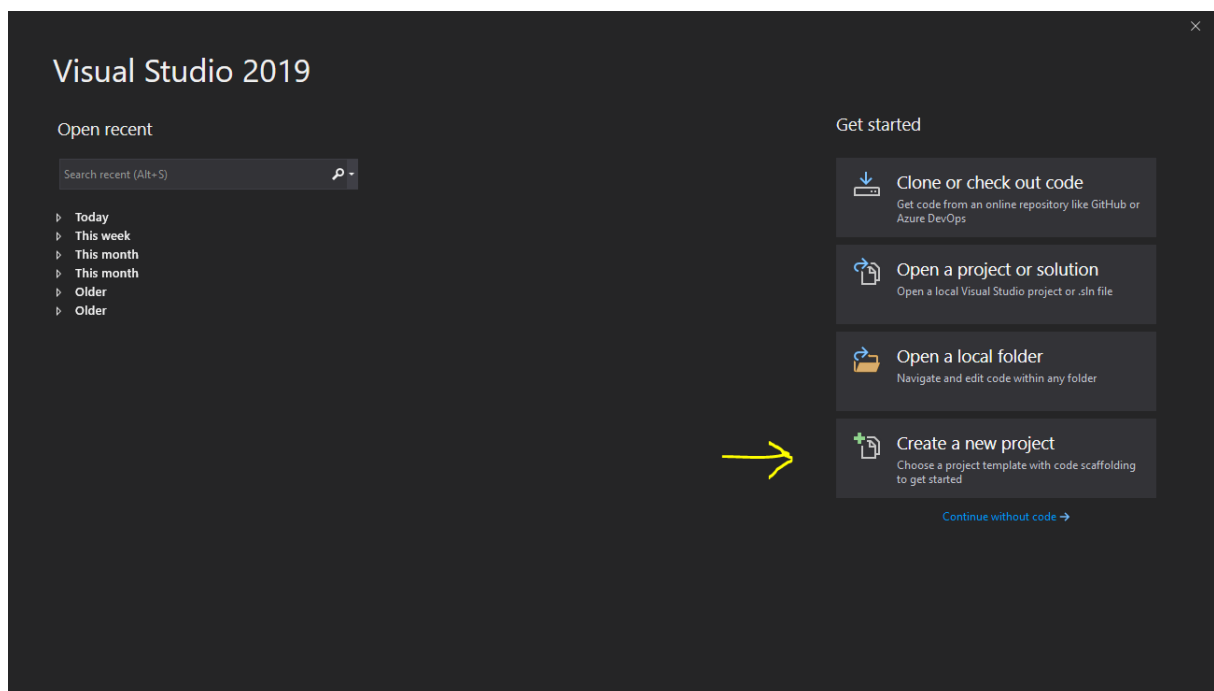 Visual Studio 2019
Open recent
Search recent (Alt+S)
Today
This week
This month
This month
Older
Older
Get started
Clone or check out code
Get code from an online repository like GitHub or
Azure DevOps
Open a project or solution
Open a local Visual Studio project or .sln file
Open a local folder
Navigate and edit code within any folder
Create a new project
Choose a project template with code scaffolding
to get started
Continue without code